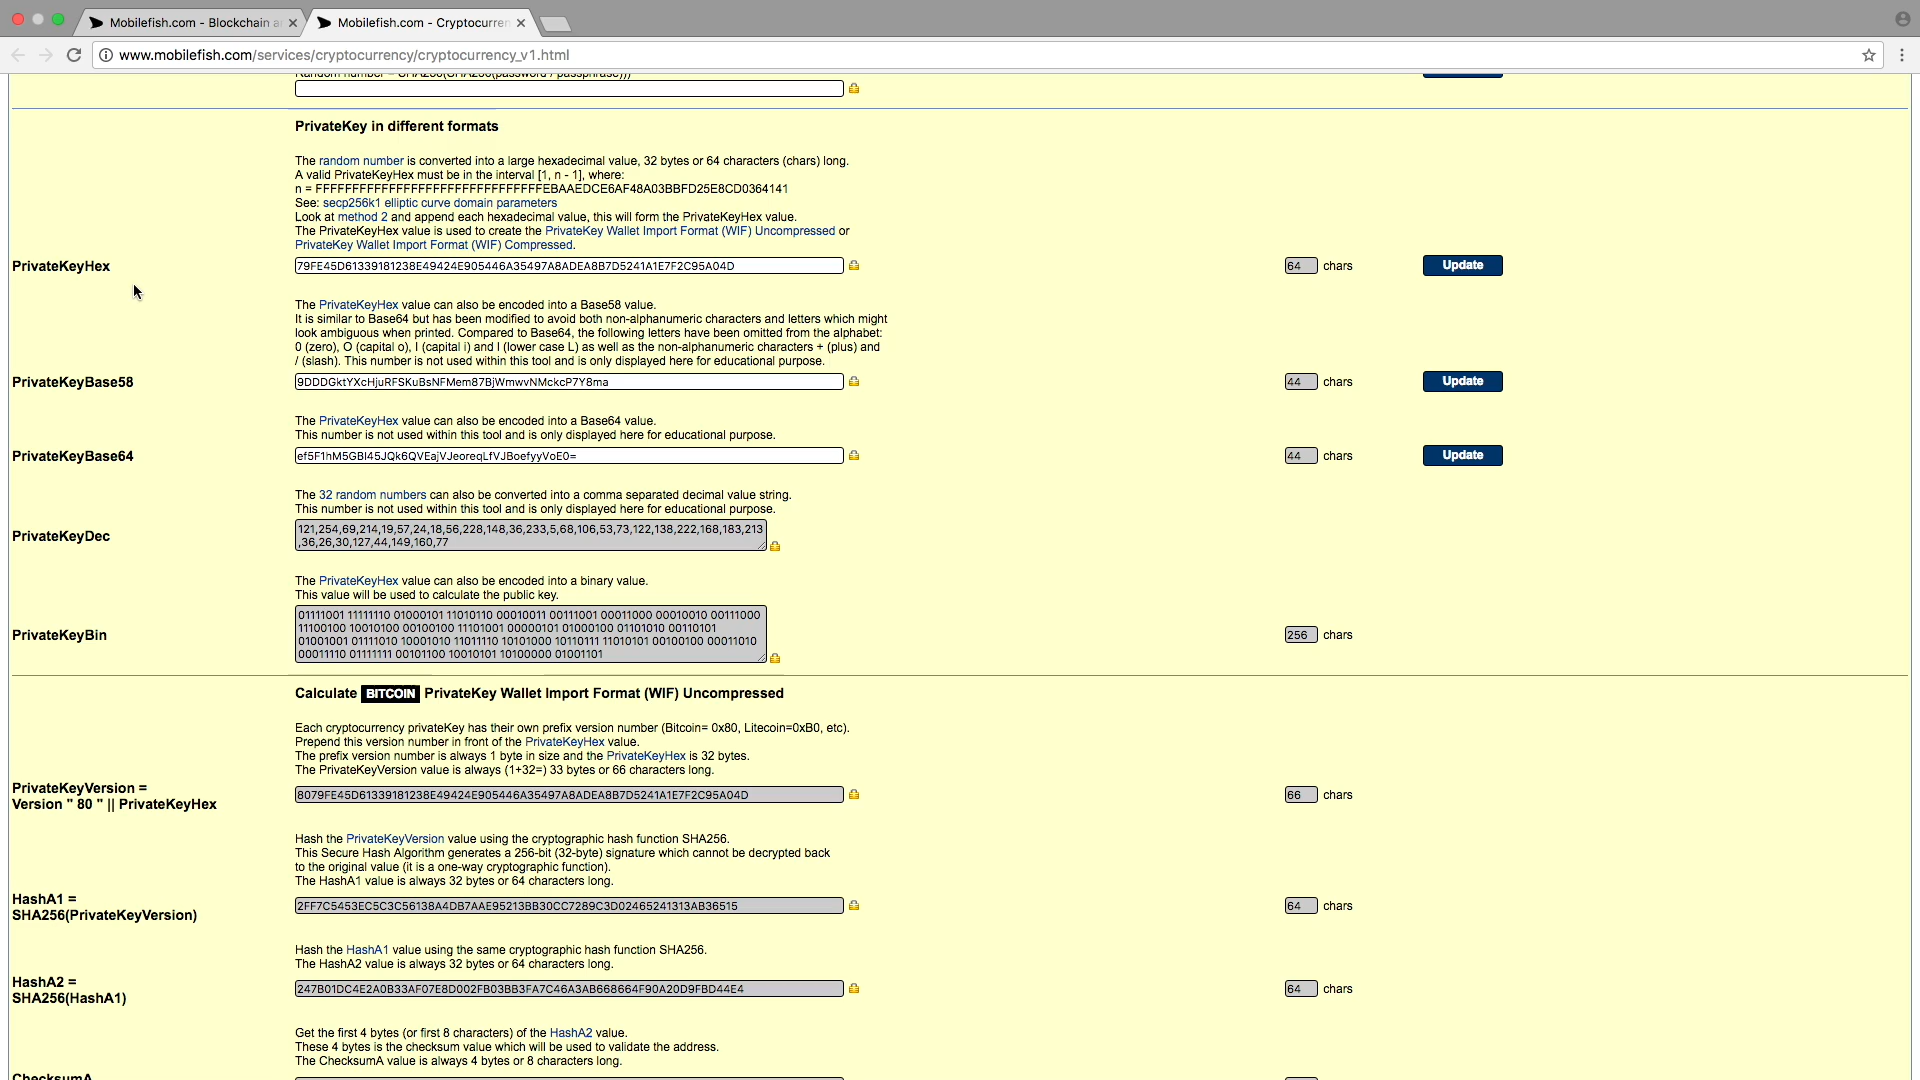 Mobilefish.com - Blockchain a
Mobilefish.com - Cryptocurren
www.mobilefish.com/services/cryptocurrency/cryptocurrency_v1.html
Random number = SHA256(SHA256(password / passphrase)))
PrivateKey in different formats
The random number is converted into a large hexadecimal value, 32 bytes or 64 characters (chars) long.
A valid PrivateKeyHex must be in the interval [1, n - 1], where:
n = FFFFFFFFFFFFFFFFFFFFFFFFFFFFFFFEBAAEDCE6AF48A03BBFD25E8CD0364141
See: secp256k1 elliptic curve domain parameters
Look at method 2 and append each hexadecimal value, this will form the PrivateKeyHex value.
The PrivateKeyHex value is used to create the PrivateKey Wallet Import Format (WIF) Uncompressed or
PrivateKey Wallet Import Format (WIF) Compressed.
PrivateKeyHex
79FE45D61339181238E49424E905446A35497A8ADEA8B7D5241A1E7F2C95A04D
64 chars
Update
The PrivateKeyHex value can also be encoded into a Base58 value.
It is similar to Base64 but has been modified to avoid both non-alphanumeric characters and letters which might
look ambiguous when printed. Compared to Base64, the following letters have been omitted from the alphabet:
0 (zero), O (capital o), I (capital i) and l (lower case L) as well as the non-alphanumeric characters + (plus) and
/ (slash). This number is not used within this tool and is only displayed here for educational purpose.
PrivateKeyBase58
9DDDGktYXcHjuRFSKuBsNFMem87BjWmwvNMckcP7Y8ma
44 chars
Update
The PrivateKeyHex value can also be encoded into a Base64 value.
This number is not used within this tool and is only displayed here for educational purpose.
PrivateKeyBase64
ef5F1hM5GBI45JQk6QVEajVJeoreqLfVJBoefyyVoE0=
44 chars
Update
The 32 random numbers can also be converted into a comma separated decimal value string.
This number is not used within this tool and is only displayed here for educational purpose.
PrivateKeyDec
121,254,69,214,19,57,24,18,56,228,148,36,233,5,68,106,53,73,122,138,222,168,183,213
,36,26,30,127,44,149,160,77
The PrivateKeyHex value can also be encoded into a binary value.
This value will be used to calculate the public key.
PrivateKeyBin
01111001 11111110 01000101 11010110 00010011 00111001 00011000 00010010 00111000
11100100 10010100 00100100 11101001 00000101 01000100 01101010 00110101
01001001 01111010 10001010 11011110 10101000 10110111 11010101 00100100 00011010
00011110 01111111 00101100 10010101 10100000 01001101
256 chars
Calculate BITCOIN PrivateKey Wallet Import Format (WIF) Uncompressed
Each cryptocurrency privateKey has their own prefix version number (Bitcoin= 0x80, Litecoin=0xB0, etc).
Prepend this version number in front of the PrivateKeyHex value.
The prefix version number is always 1 byte in size and the PrivateKeyHex is 32 bytes.
The PrivateKeyVersion value is always (1+32=) 33 bytes or 66 characters long.
PrivateKeyVersion =
Version " 80 " || PrivateKeyHex
8079FE45D61339181238E49424E905446A35497A8ADEA8B7D5241A1E7F2C95A04D
66 chars
Hash the PrivateKeyVersion value using the cryptographic hash function SHA256.
This Secure Hash Algorithm generates a 256-bit (32-byte) signature which cannot be decrypted back
to the original value (it is a one-way cryptographic function).
The HashA1 value is always 32 bytes or 64 characters long.
HashA1 =
SHA256(PrivateKeyVersion)
2FF7C5453EC5C3C56138A4DB7AAE95213BB30CC7289C3D02465241313AB36515
64 chars
Hash the HashA1 value using the same cryptographic hash function SHA256.
The HashA2 value is always 32 bytes or 64 characters long.
HashA2 =
SHA256(HashA1)
247B01DC4E2A0B33AF07E8D002FB03BB3FA7C46A3AB668664F90A20D9FBD44E4
64 chars
Get the first 4 bytes (or first 8 characters) of the HashA2 value.
These 4 bytes is the checksum value which will be used to validate the address.
The ChecksumA value is always 4 bytes or 8 characters long.
ChecksumA